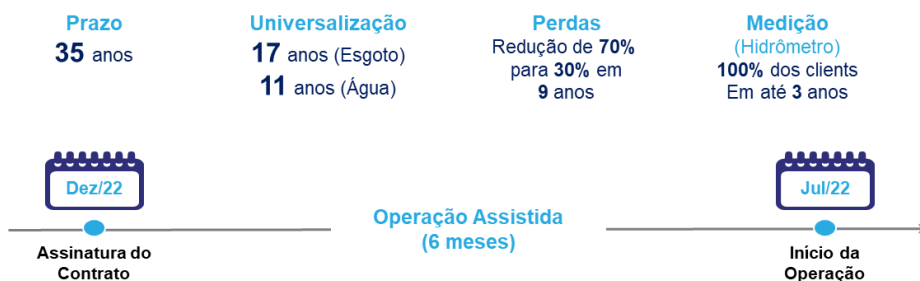 Prazo
35 anos
Universalização
17 anos (Esgoto)
11 anos (Água)
Perdas
Redução de 70%
para 30% em
9 anos
Medição
(Hidrômetro)
100% dos clients
Em até 3 anos
Dez/22
Assinatura do
Contrato
Operação Assistida
(6 meses)
Jul/22
Início da
Operação